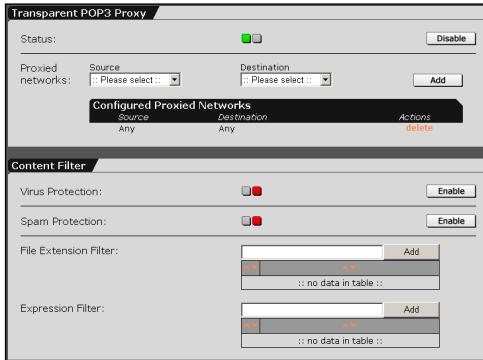 Transparent POP3 Proxy
Status:
Disable
Proxied networks:
Source
:: Please select ::
Destination
:: Please select ::
Add
Configured Proxied Networks
Source Destination Actions
Any Any delete
Content Filter
Virus Protection:
Enable
Spam Protection:
Enable
File Extension Filter:
Add
:: no data in table ::
Expression Filter:
Add
:: no data in table ::